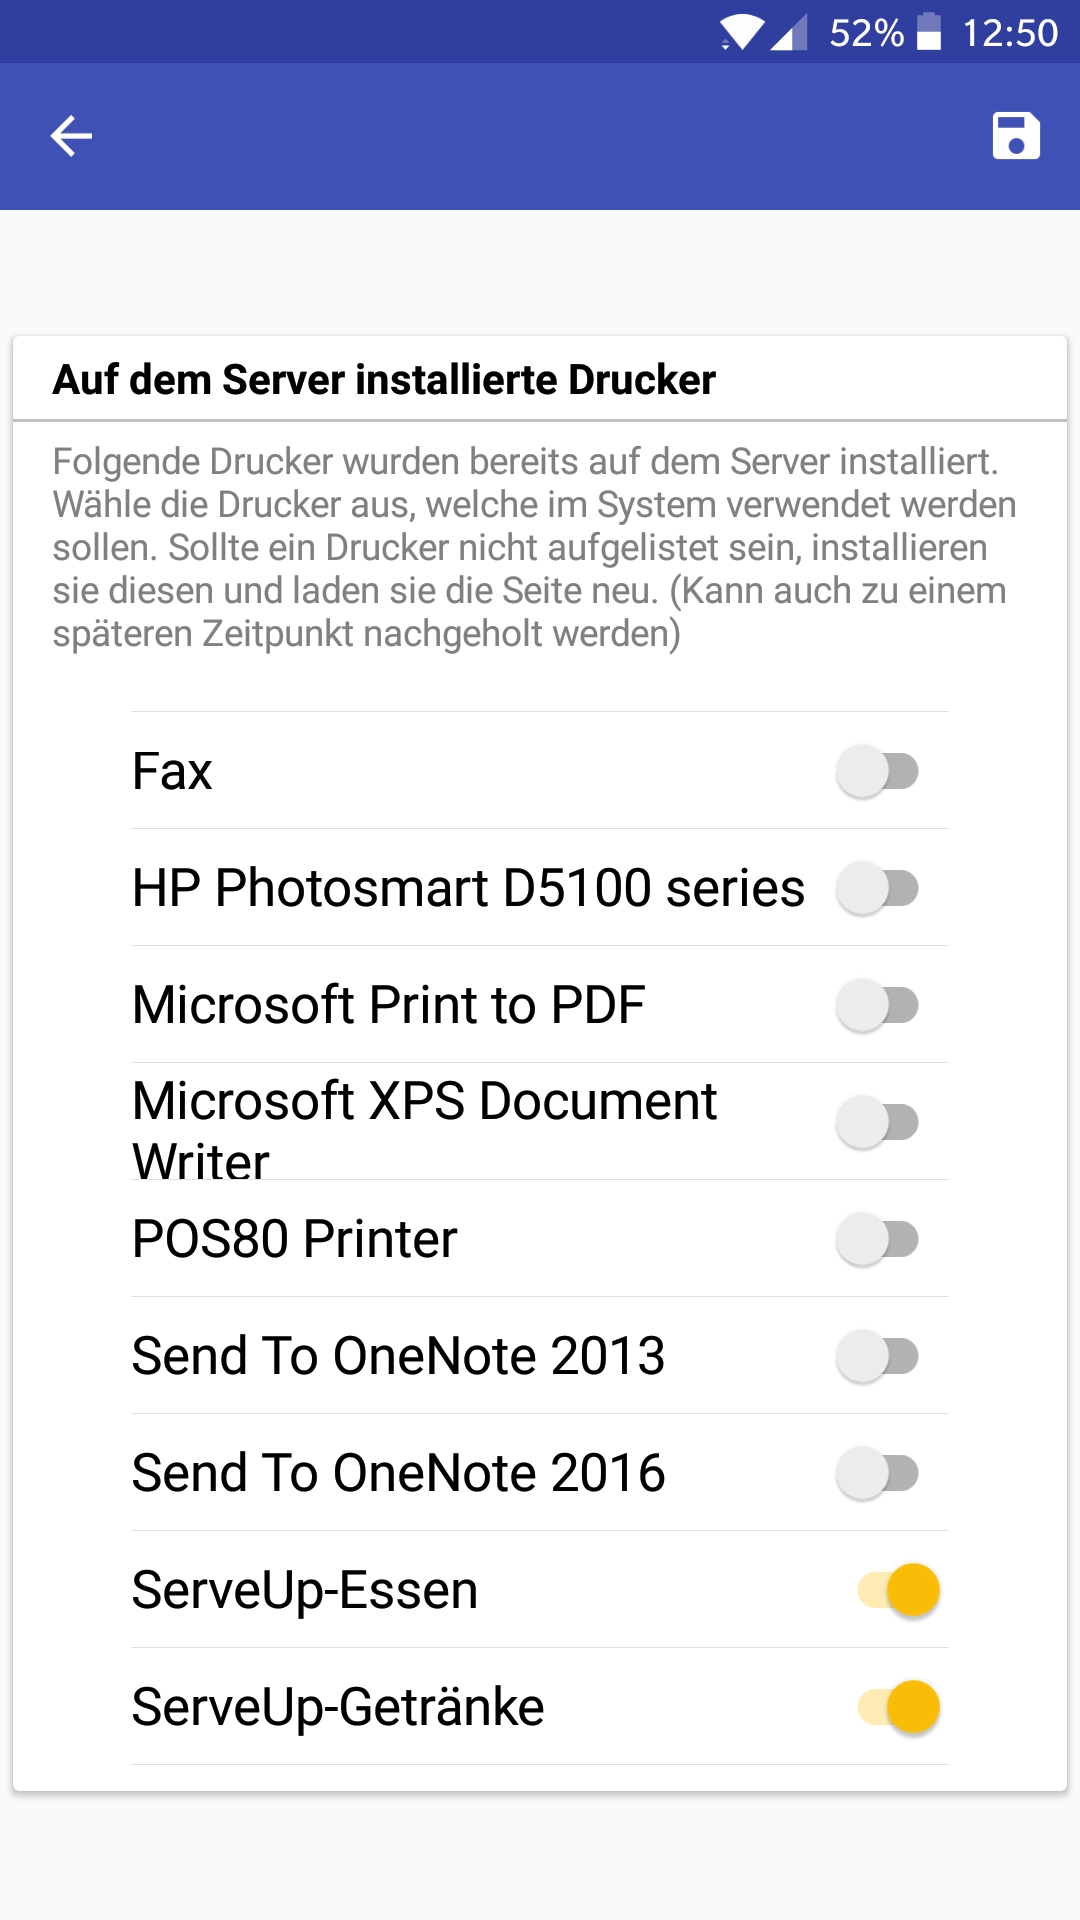 52% 12:50
Auf dem Server installierte Drucker
Folgende Drucker wurden bereits auf dem Server installiert.
Wähle die Drucker aus, welche im System verwendet werden
sollen. Sollte ein Drucker nicht aufgelistet sein, installieren
sie diesen und laden sie die Seite neu. (Kann auch zu einem
späteren Zeitpunkt nachgeholt werden)
Fax
HP Photosmart D5100 series
Microsoft Print to PDF
Microsoft XPS Document
Writer
POS80 Printer
Send To OneNote 2013
Send To OneNote 2016
ServeUp-Essen
ServeUp-Getränke